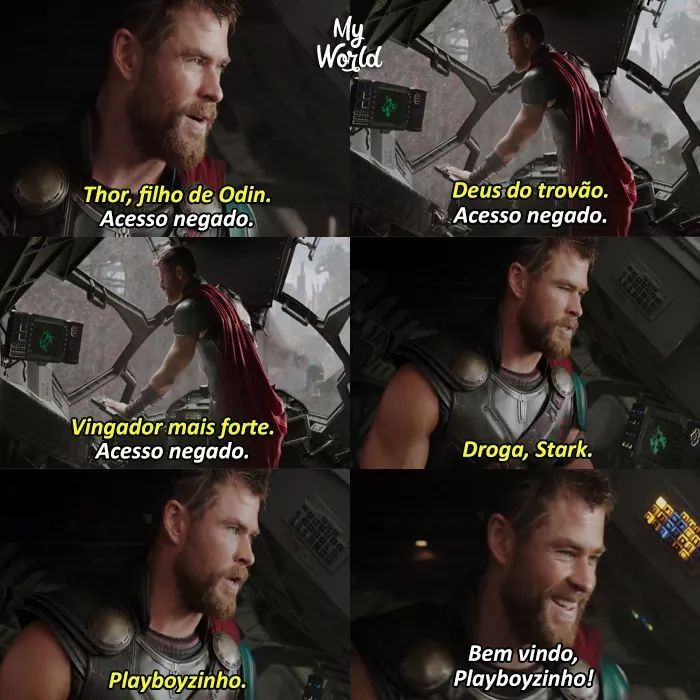 My
World
Thor, filho de Odin.
Acesso negado.
Deus do trovão.
Acesso negado.
Vingador mais forte.
Acesso negado.
Droga, Stark.
Playboyzinho.
Bem vindo,
Playboyzinho!